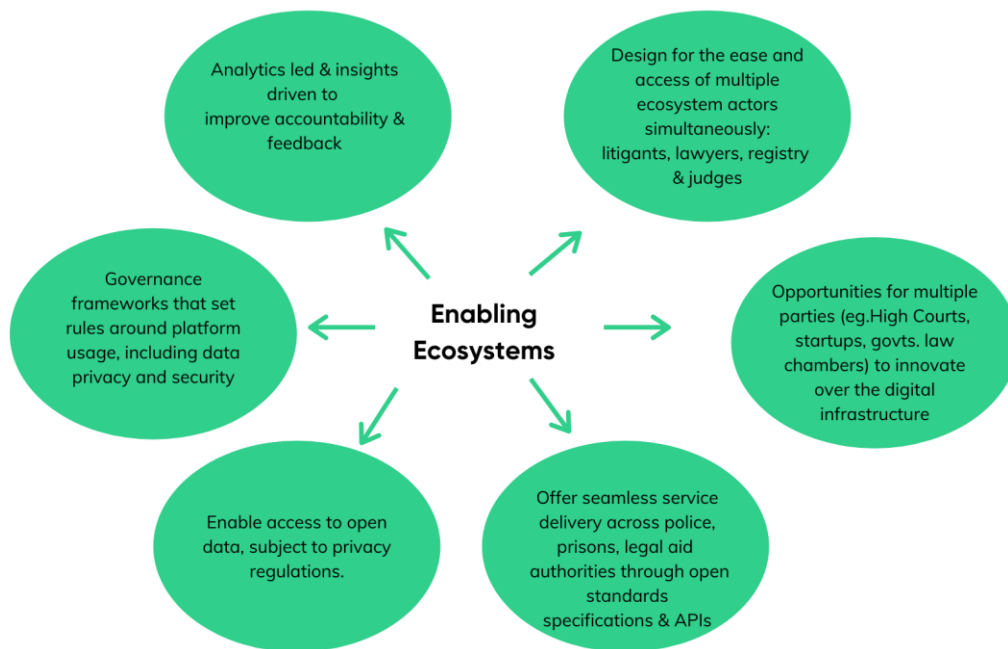 Analytics led & insights
driven to
improve accountability &
feedback
Design for the ease and
access of multiple
ecosystem actors
simultaneously:
litigants, lawyers, registry
& judges
Governance
frameworks that set
rules around platform
usage, including data
privacy and security
Enabling
Ecosystems
Opportunities for multiple
parties (eg.High Courts,
startups, govts. law
chambers) to innovate
over the digital
infrastructure
Enable access to open
data, subject to privacy
regulations.
Offer seamless service
delivery across police,
prisons, legal aid
authorities through open
standards
specifications & APIs